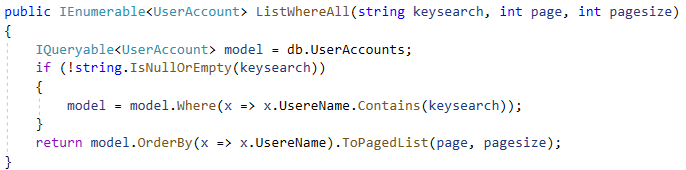 public IEnumerable<UserAccount> ListWhereAll(string keysearch, int page, int pagesize)
{
    IQueryable<UserAccount> model = db.UserAccounts;
    if (!string.IsNullOrEmpty(keysearch))
    {
        model = model.Where(x => x.UsereName.Contains(keysearch));
    }
    return model.OrderBy(x => x.UsereName).ToPagedList(page, pagesize);
}